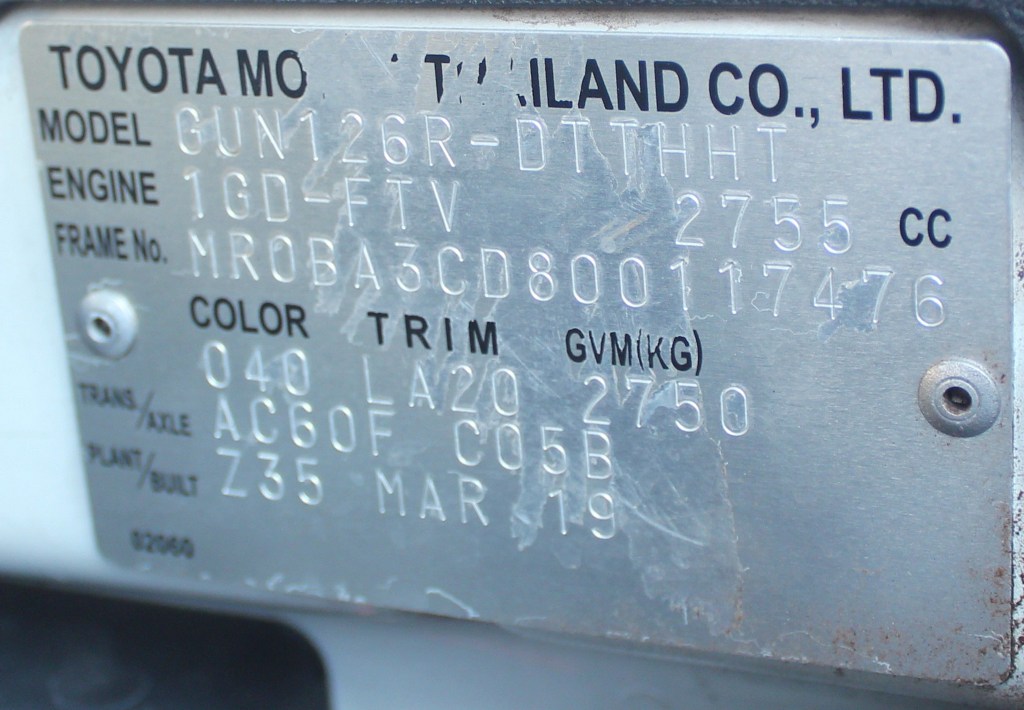 TOYOTA MO T ILAND CO., LTD.
MODEL GUN126R-DTTHHT
ENGINE 1GD-FTV 2755 CC
FRAME No. MR0BA3CD800117476
COLOR TRIM GVM(KG)
040 LA20 2750
TRANS/AXLE AC60F C05B
PLANT/BUILT Z35 MAR 19
02060